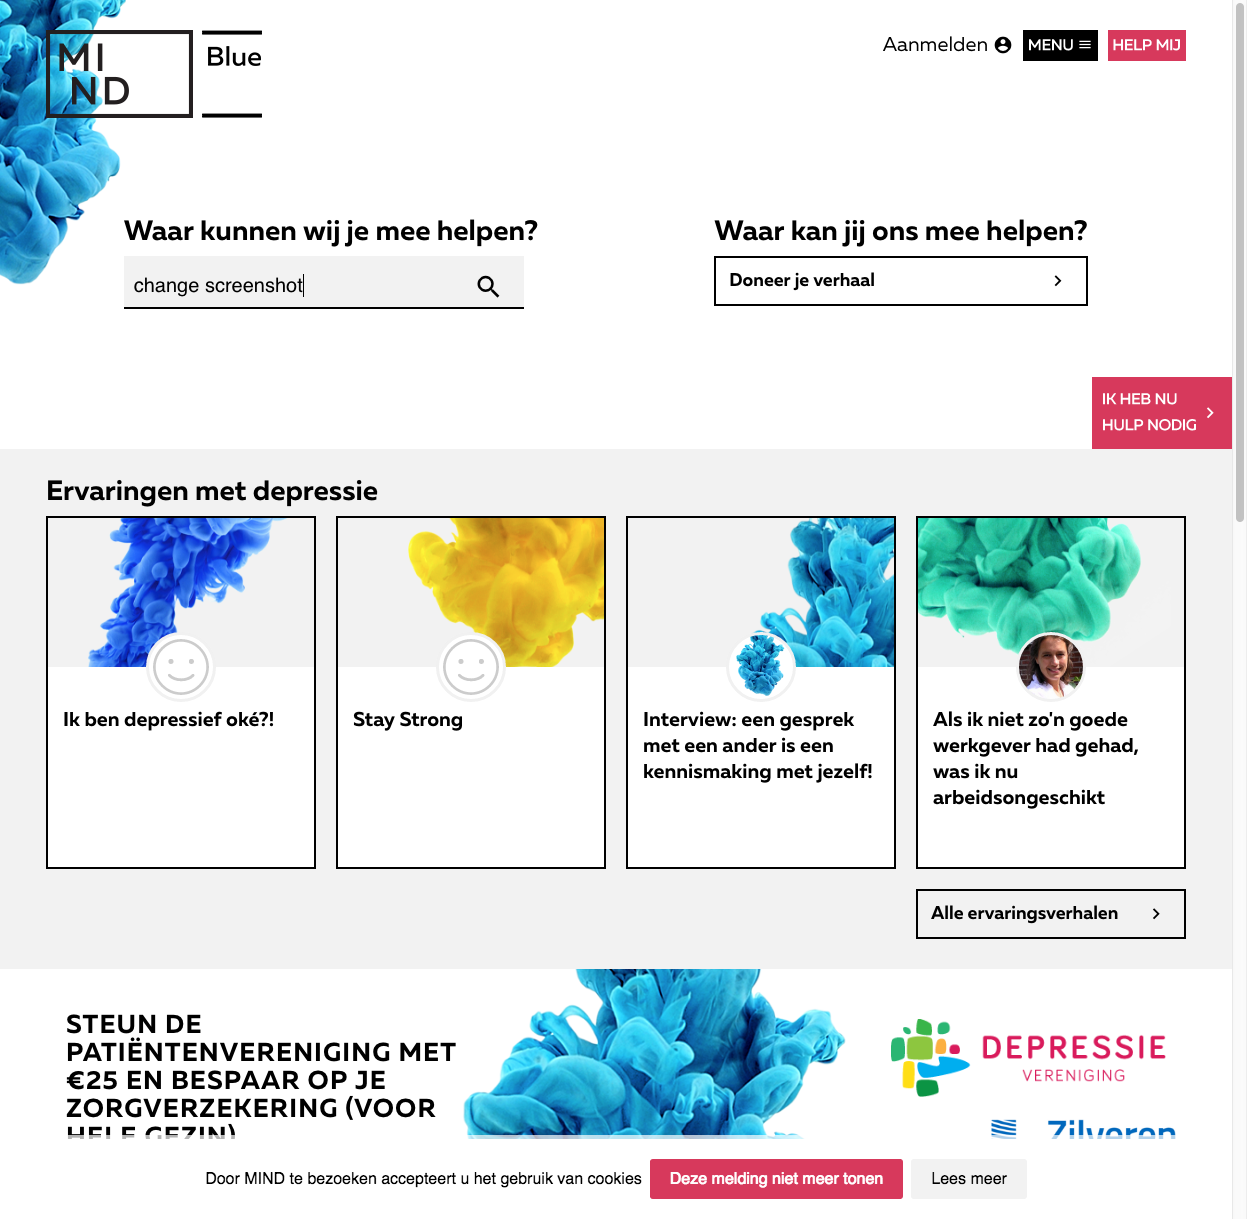 MI
ND
Blue
Aanmelden
MENU
HELP MIJ
Waar kunnen wij je mee helpen?
change screenshot
Waar kan jij ons mee helpen?
Doneer je verhaal
IK HEB NU
HULP NODIG
Ervaringen met depressie
Ik ben depressief oké?!
Stay Strong
Interview: een gesprek
met een ander is een
kennismaking met jezelf!
Als ik niet zo'n goede
werkgever had gehad,
was ik nu
arbeidsongeschikt
Alle ervaringsverhalen
STEUN DE
PATIËNTENVERENIGING MET
€25 EN BESPAAR OP JE
ZORGVERZEKERING (VOOR
HELE GEZIN)
DEPRESSIE
VERENIGING
Zilveren
Door MIND te bezoeken accepteert u het gebruik van cookies
Deze melding niet meer tonen
Lees meer